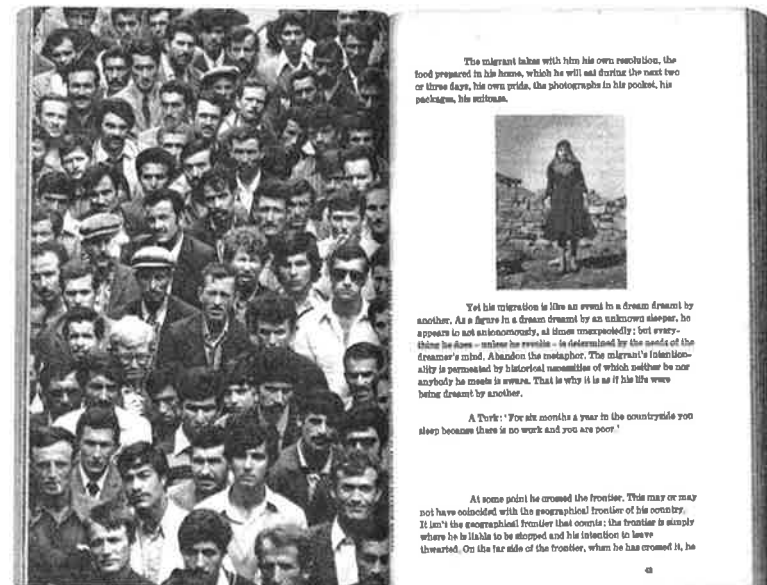 The migrant takes with him his own resolution, the
food prepared in his home, which he will eat during the next two
or three days, his own pride, the photographs in his pocket, his
packages, his suitcase.
Yet his migration is like an event in a dream dreamt by
another. As a figure in a dream dreamt by an unknown sleeper, he
appears to act autonomously, at times unexpectedly; but every-
thing he does - unless he revolts - is determined by the needs of the
dreamer's mind. Abandon the metaphor. The migrant's intention-
ality is permeated by historical necessities of which neither he nor
anybody he meets is aware. That is why it is as if his life were
being dreamt by another.
A Turk: 'For six months a year in the countryside you
sleep because there is no work and you are poor.'
At some point he crossed the frontier. This may or may
not have coincided with the geographical frontier of his country.
It isn't the geographical frontier that counts: the frontier is simply
where he is liable to be stopped and his intention to leave
thwarted. On the far side of the frontier, when he has crossed it, he
43